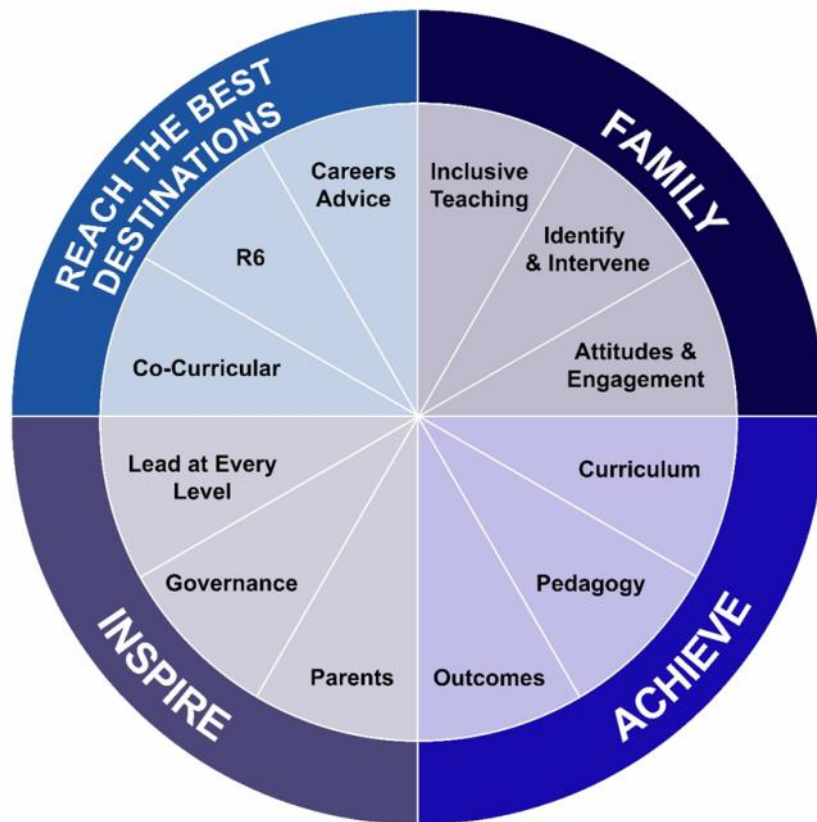 REACH THE BEST
DESTINATIONS
Careers
Advice
R6
Co-Curricular
FAMILY
Inclusive
Teaching
Identify
& Intervene
Attitudes &
Engagement
ACHIEVE
Curriculum
Pedagogy
Outcomes
INSPIRE
Lead at Every
Level
Governance
Parents